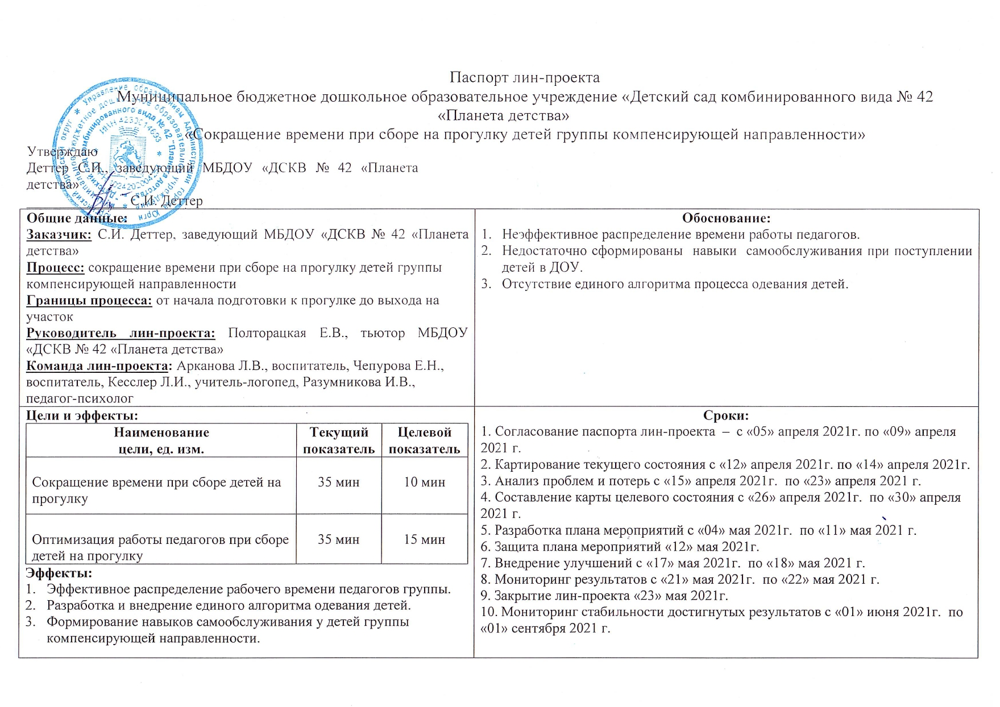 Паспорт лин-проекта
Муниципальное бюджетное дошкольное образовательное учреждение «Детский сад комбинированного вида № 42
«Планета детства»
«Сокращение времени при сборе на прогулку детей группы компенсирующей направленности»
Утверждаю
Деттер С.И., заведующий МБДОУ «ДСКВ № 42 «Планета
детства»
С.И. Деттер
Общие данные:
Заказчик: С.И. Деттер, заведующий МБДОУ «ДСКВ № 42 «Планета
детства»
Процесс: сокращение времени при сборе на прогулку детей группы
компенсирующей направленности
Границы процесса: от начала подготовки к прогулке до выхода на
участок
Руководитель лин-проекта: Полторацкая Е.В., тьютор МБДОУ
«ДСКВ № 42 «Планета детства»
Команда лин-проекта: Арканова Л.В., воспитатель, Чепурова Е.Н.,
воспитатель, Кесслер Л.И., учитель-логопед, Разумникова И.В.,
педагог-психолог
Обоснование:
1. Неэффективное распределение времени работы педагогов.
2. Недостаточно сформированы навыки самообслуживания при поступлении
детей в ДОУ.
3. Отсутствие единого алгоритма процесса одевания детей.
Цели и эффекты:
Наименование
цели, ед. изм.
Текущий
показатель
Целевой
показатель
Сокращение времени при сборе детей на
прогулку
35 мин
10 мин
Оптимизация работы педагогов при сборе
детей на прогулку
35 мин
15 мин
Эффекты:
1. Эффективное распределение рабочего времени педагогов группы.
2. Разработка и внедрение единого алгоритма одевания детей.
3. Формирование навыков самообслуживания у детей группы
компенсирующей направленности.
Сроки:
1. Согласование паспорта лин-проекта – с «05» апреля 2021г. по «09» апреля
2021 г.
2. Картирование текущего состояния с «12» апреля 2021г. по «14» апреля 2021г.
3. Анализ проблем и потерь с «15» апреля 2021г. по «23» апреля 2021 г.
4. Составление карты целевого состояния с «26» апреля 2021г. по «30» апреля
2021 г.
5. Разработка плана мероприятий с «04» мая 2021г. по «11» мая 2021 г.
6. Защита плана мероприятий «12» мая 2021г.
7. Внедрение улучшений с «17» мая 2021г. по «18» мая 2021 г.
8. Мониторинг результатов с «21» мая 2021г. по «22» мая 2021 г.
9. Закрытие лин-проекта «23» мая 2021г.
10. Мониторинг стабильности достигнутых результатов с «01» июня 2021г. по
«01» сентября 2021 г.